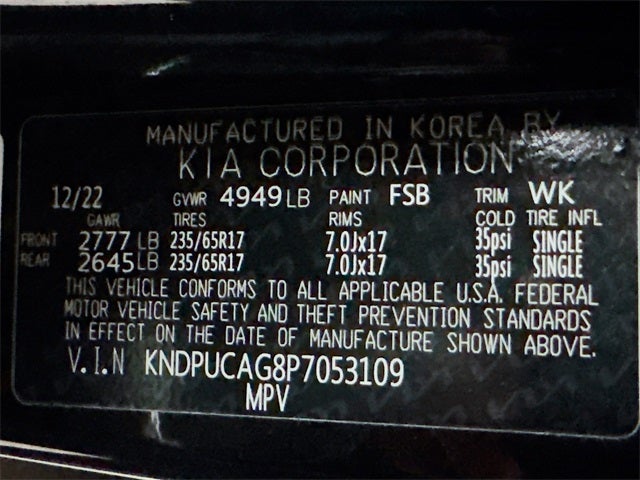 MANUFACTURED IN KOREA BY
KIA CORPORATION
12/22 GVWR 4949 LB PAINT FSB TRIM WK
GAWR TIRES RIMS COLD TIRE INFL
FRONT 2777 LB 235/65R17 7.0Jx17 35psi SINGLE
REAR 2645 LB 235/65R17 7.0Jx17 35psi SINGLE
THIS VEHICLE CONFORMS TO ALL APPLICABLE U.S.A. FEDERAL
MOTOR VEHICLE SAFETY AND THEFT PREVENTION STANDARDS
IN EFFECT ON THE DATE OF MANUFACTURE SHOWN ABOVE.
V.I.N KNDPUCAG8P7053109
MPV